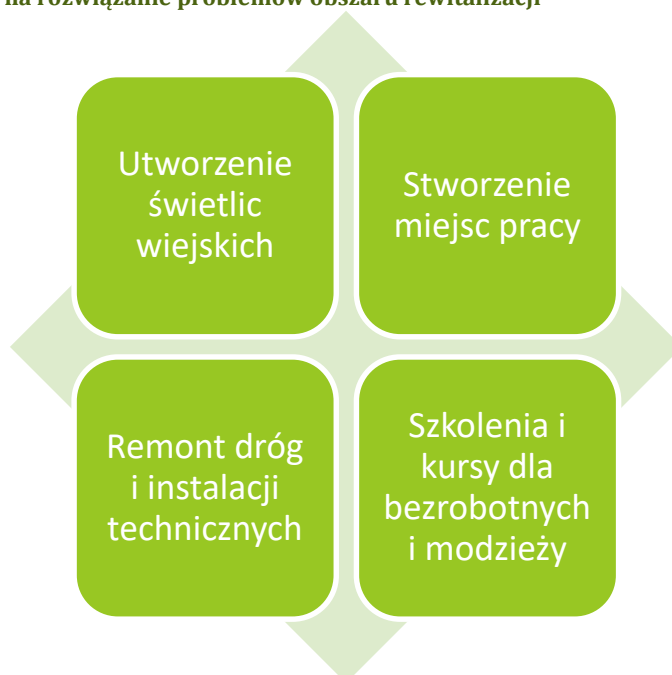 na rozwiązanie problemów obszaru rewitalizacji
Utworzenie
świetlic
wiejskich
Stworzenie
miejsc pracy
Remont dróg
i instalacji
technicznych
Szkolenia i
kursy dla
bezrobotnych
i modzieży